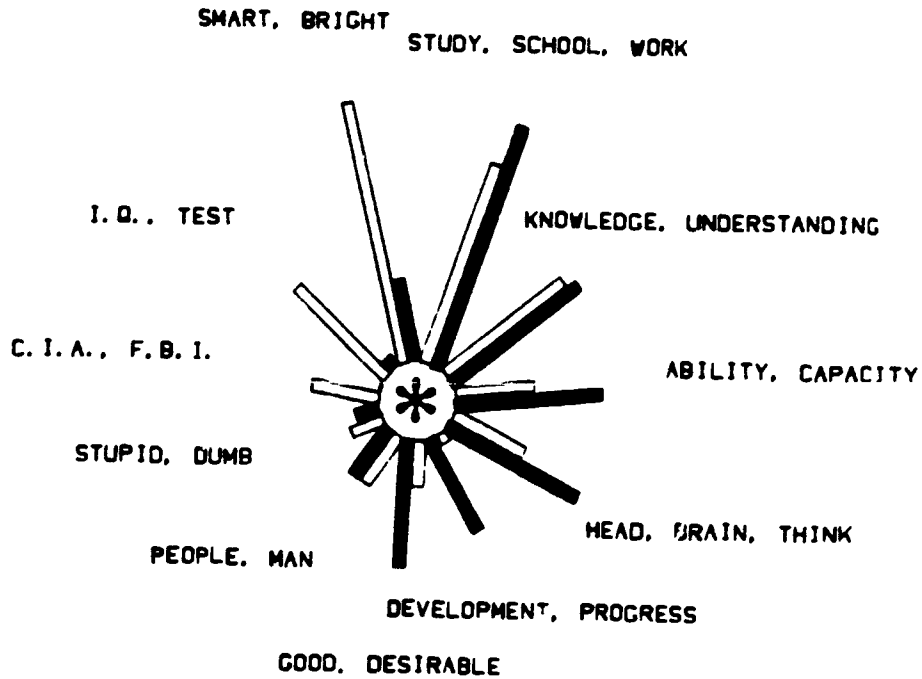 SMART, BRIGHT
STUDY, SCHOOL, WORK
I.Q., TEST
KNOWLEDGE, UNDERSTANDING
C.I.A., F.B.I.
ABILITY, CAPACITY
STUPID, DUMB
HEAD, BRAIN, THINK
PEOPLE, MAN
DEVELOPMENT, PROGRESS
GOOD, DESIRABLE